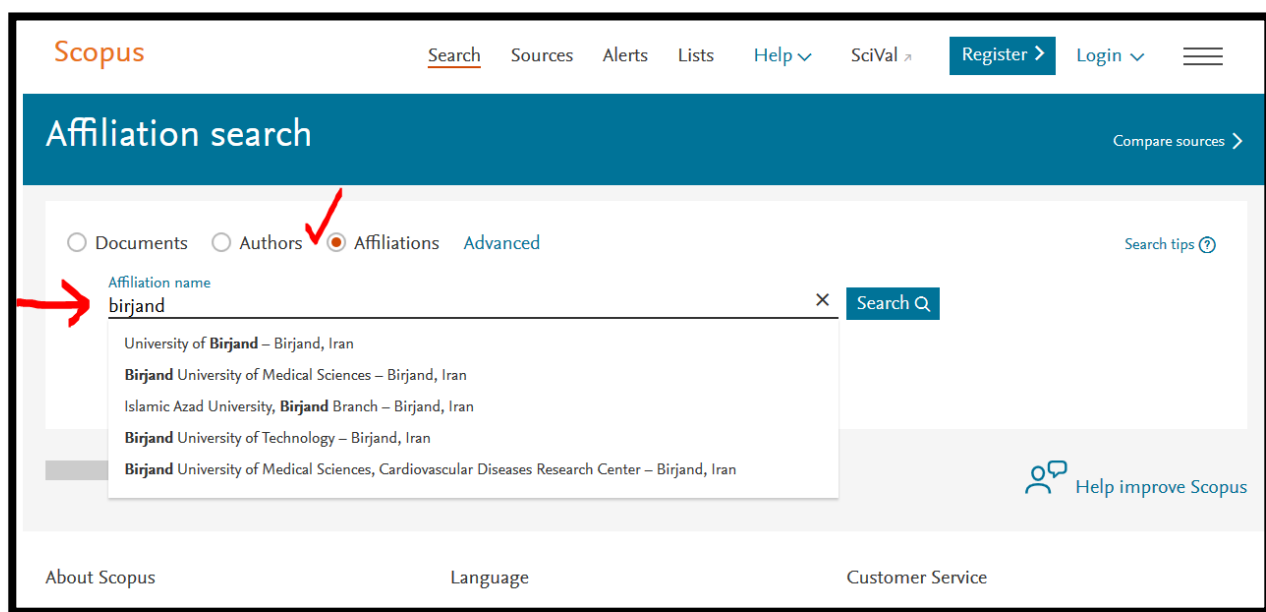 Scopus
Search Sources Alerts Lists Help SciVal Register Login
Affiliation search
Compare sources
Documents Authors Affiliations Advanced
Search tips
Affiliation name
birjand
Search
University of Birjand – Birjand, Iran
Birjand University of Medical Sciences – Birjand, Iran
Islamic Azad University, Birjand Branch – Birjand, Iran
Birjand University of Technology – Birjand, Iran
Birjand University of Medical Sciences, Cardiovascular Diseases Research Center – Birjand, Iran
Help improve Scopus
About Scopus Language Customer Service